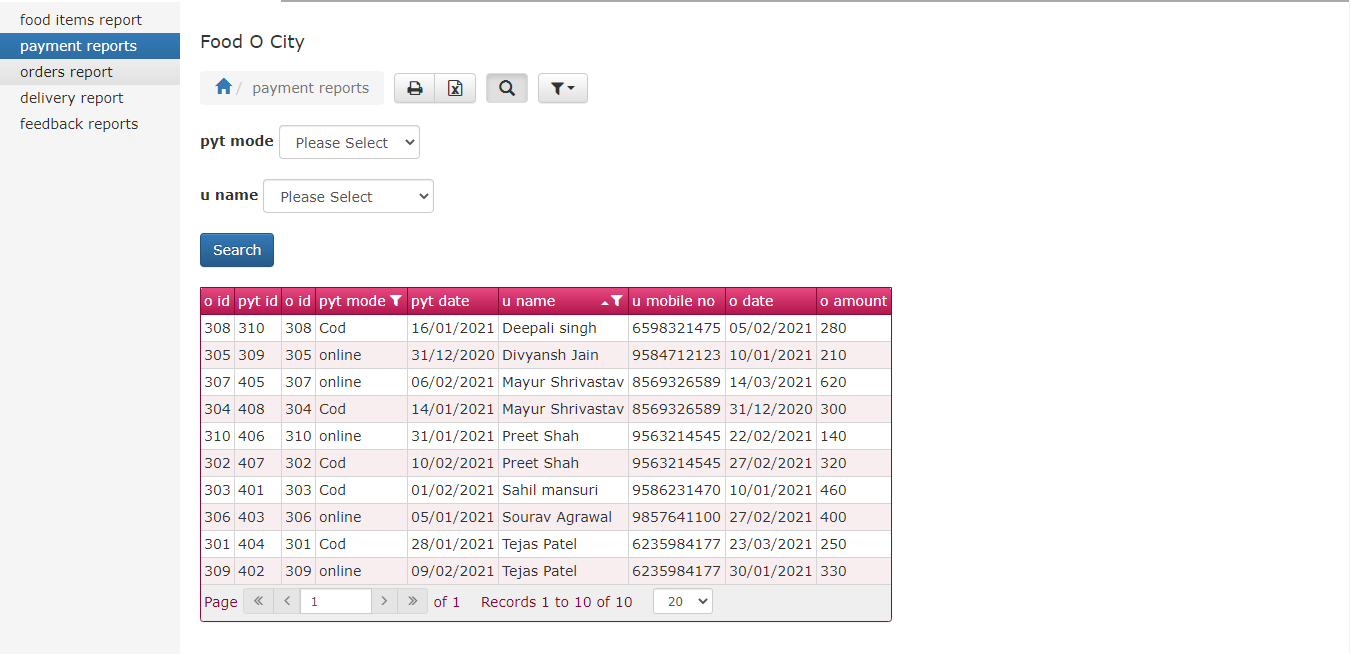 food items report
payment reports
orders report
delivery report
feedback reports
Food O City
/ payment reports
pyt mode Please Select
u name Please Select
Search
o id pyt id o id pyt mode pyt date u name u mobile no o date o amount
308 310 308 Cod 16/01/2021 Deepali singh 6598321475 05/02/2021 280
305 309 305 online 31/12/2020 Divyansh Jain 9584712123 10/01/2021 210
307 405 307 online 06/02/2021 Mayur Shrivastav 8569326589 14/03/2021 620
304 408 304 Cod 14/01/2021 Mayur Shrivastav 8569326589 31/12/2020 300
310 406 310 online 31/01/2021 Preet Shah 9563214545 22/02/2021 140
302 407 302 Cod 10/02/2021 Preet Shah 9563214545 27/02/2021 320
303 401 303 Cod 01/02/2021 Sahil mansuri 9586231470 10/01/2021 460
306 403 306 online 05/01/2021 Sourav Agrawal 9857641100 27/02/2021 400
301 404 301 Cod 28/01/2021 Tejas Patel 6235984177 23/03/2021 250
309 402 309 online 09/02/2021 Tejas Patel 6235984177 30/01/2021 330
Page « < 1 > » of 1 Records 1 to 10 of 10 20